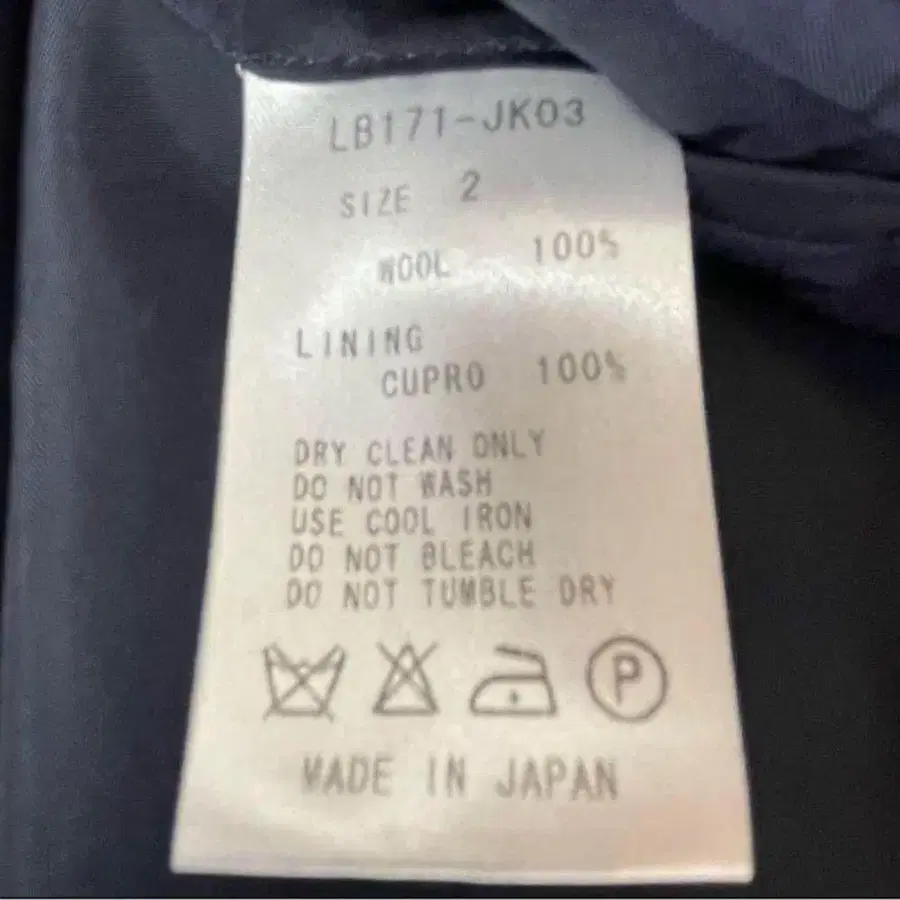 LB171-JK03
SIZE 2
WOOL 100%
LINING
CUPRO 100%
DRY CLEAN ONLY
DO NOT WASH
USE COOL IRON
DO NOT BLEACH
DO NOT TUMBLE DRY
P
MADE IN JAPAN